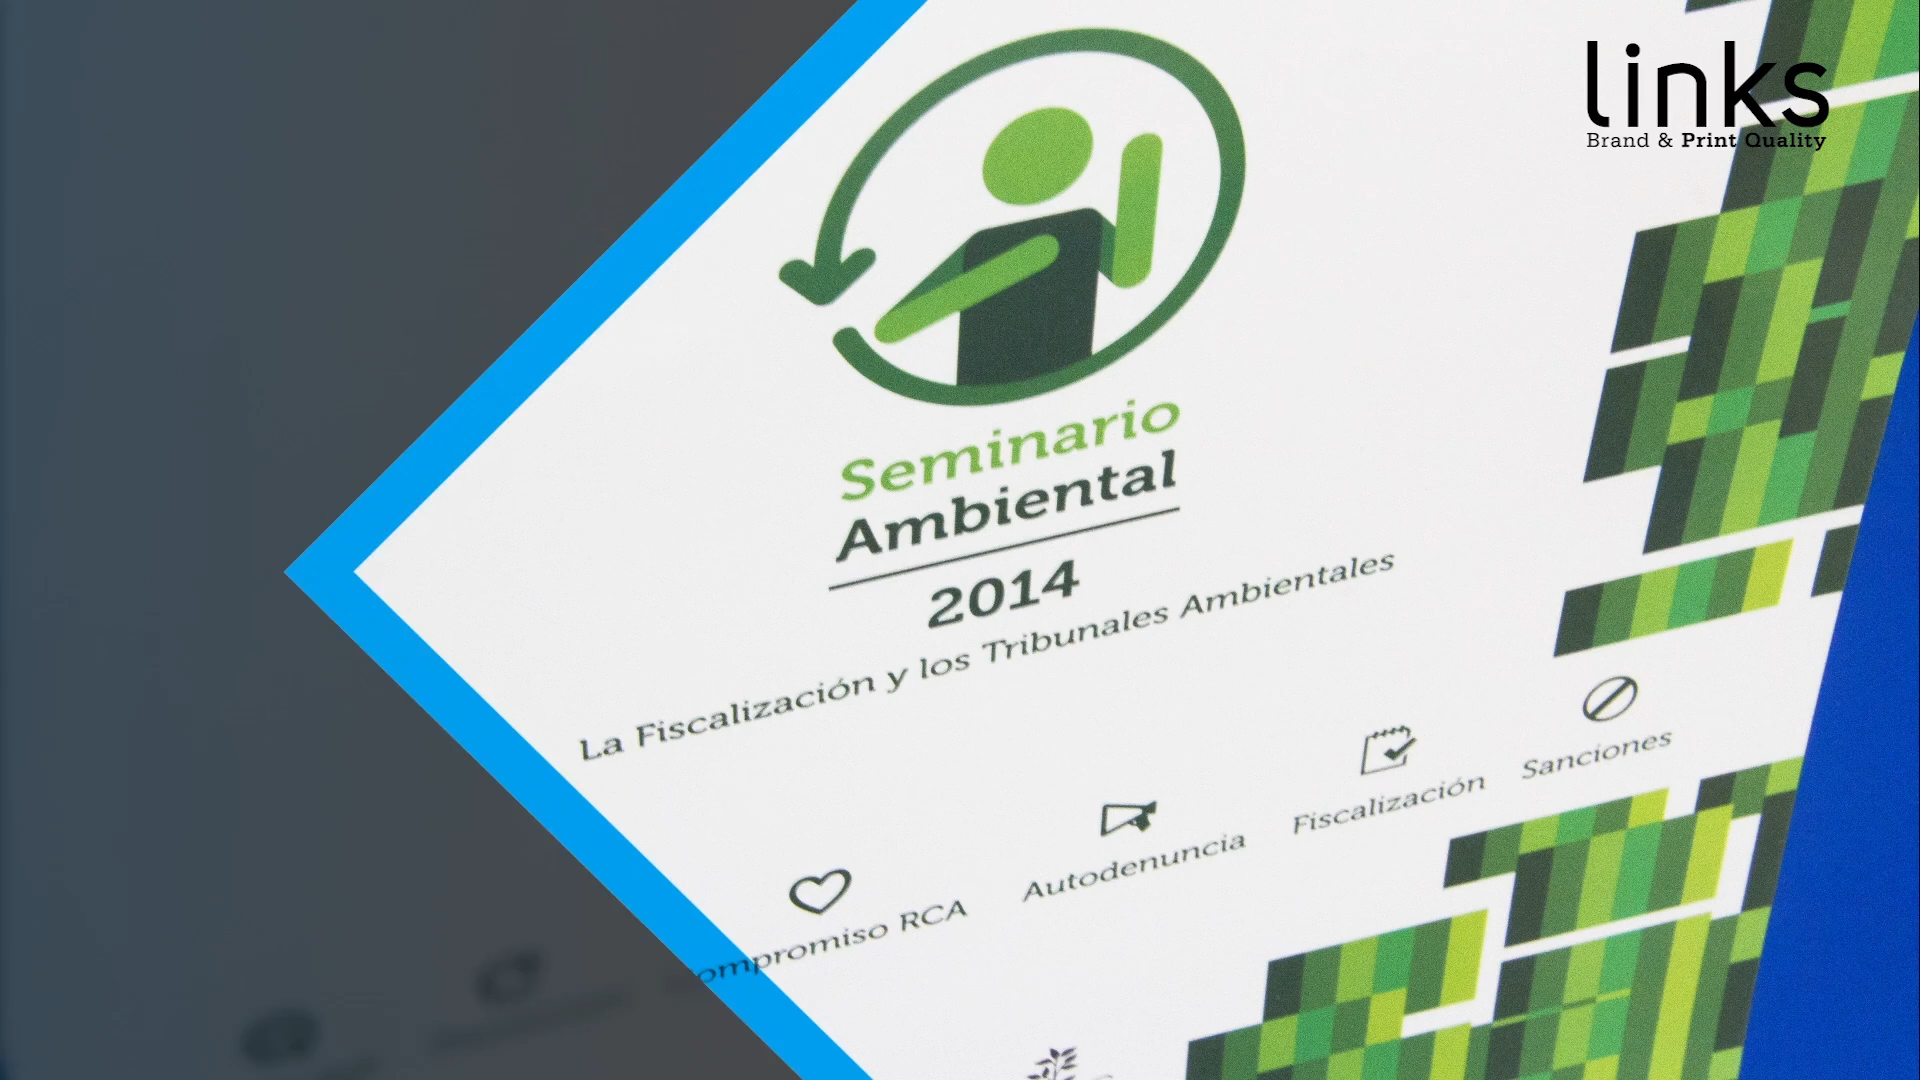 links
Brand & Print Quality
Seminario
Ambiental
2014
La Fiscalización y los Tribunales Ambientales
ompromiso RCA
Autodenuncia
Fiscalización
Sanciones